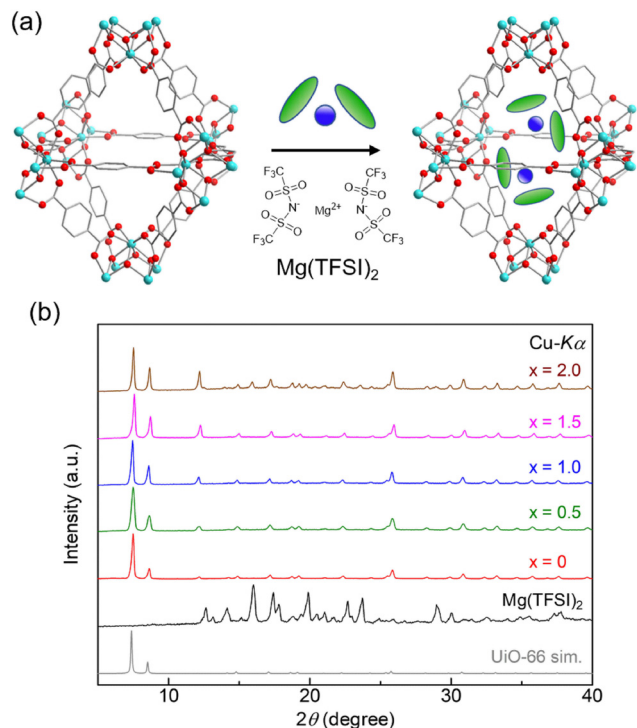 (a)
F₃C CF₃
O=S=O O=S=O
N⁻ Mg²⁺ N⁻
O=S=O O=S=O
F₃C CF₃
Mg(TFSI)₂
(b)
Cu-Kα
x = 2.0
x = 1.5
x = 1.0
x = 0.5
x = 0
Mg(TFSI)₂
UiO-66 sim.
Intensity (a.u.)
10 20 30 40
2θ (degree)